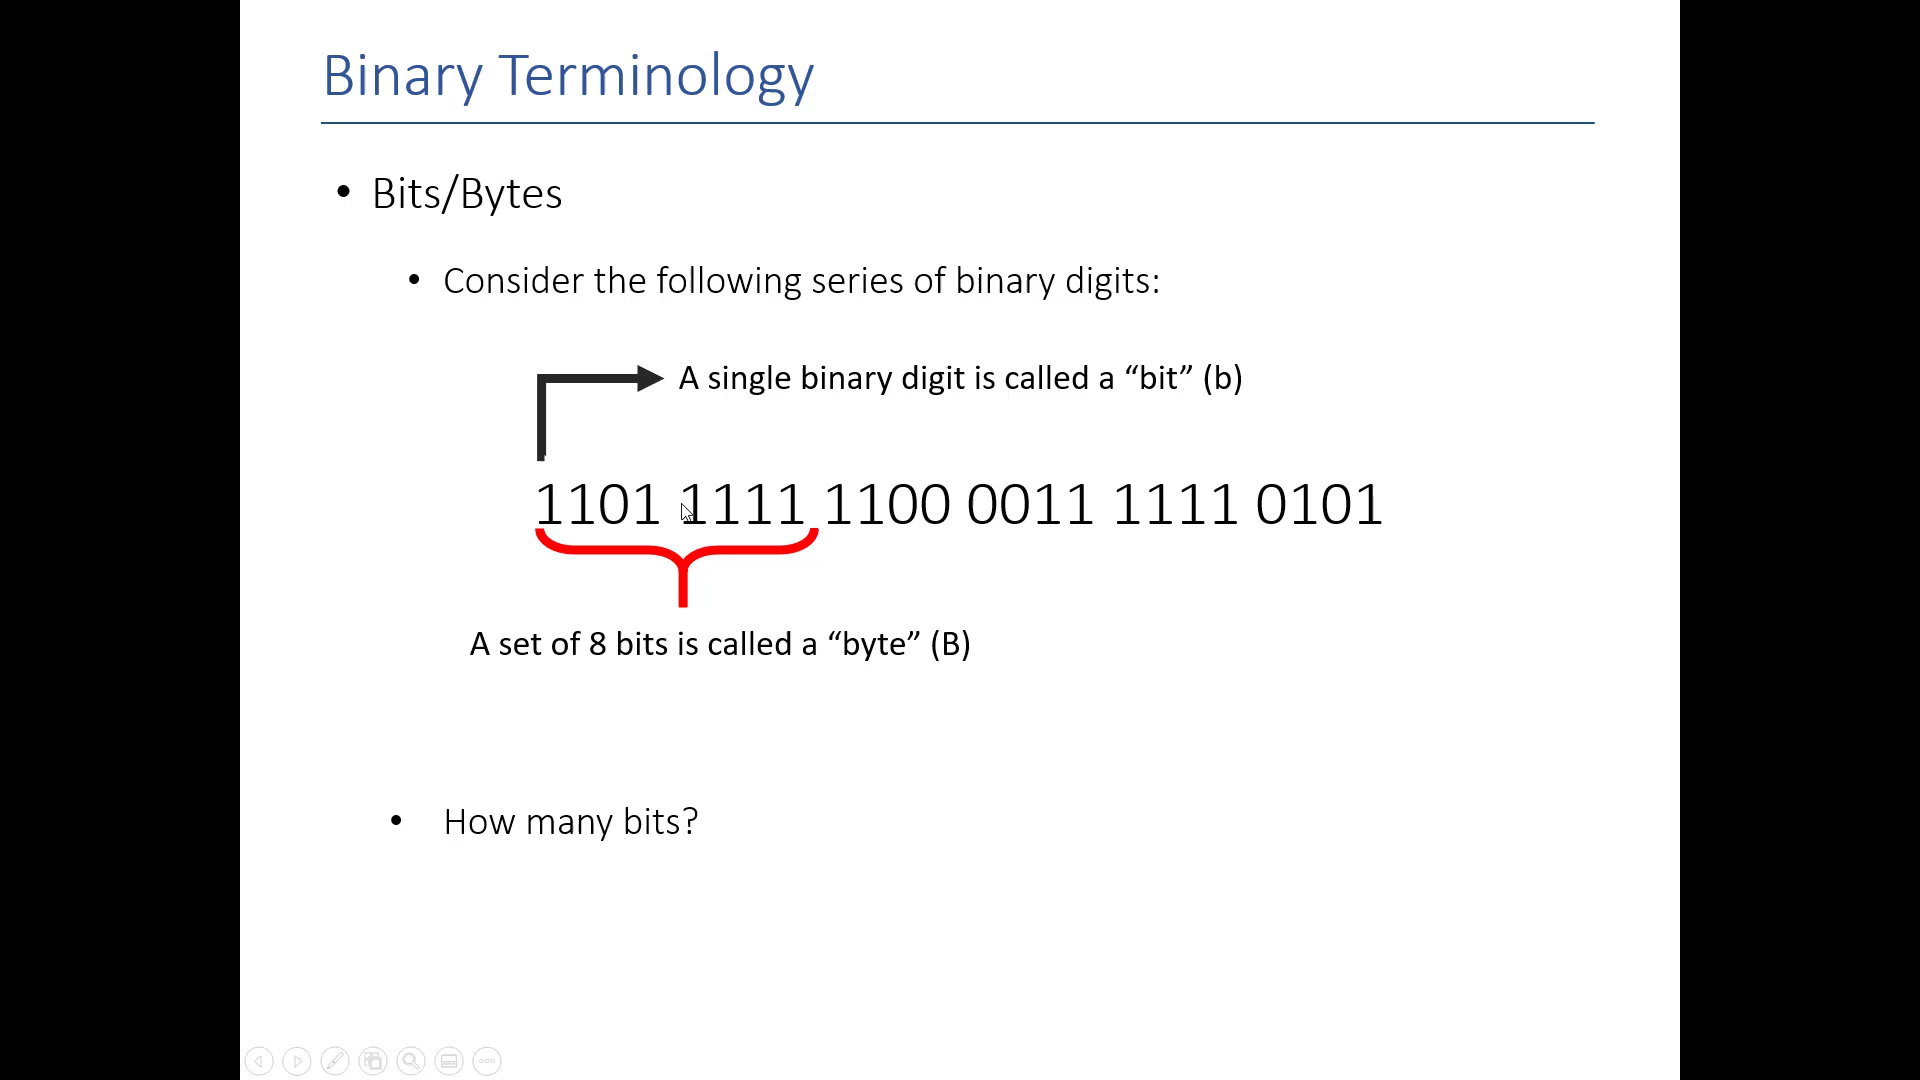 Binary Terminology
• Bits/Bytes
• Consider the following series of binary digits:
A single binary digit is called a “bit” (b)
1101 1111 1100 0011 1111 0101
A set of 8 bits is called a “byte” (B)
• How many bits?